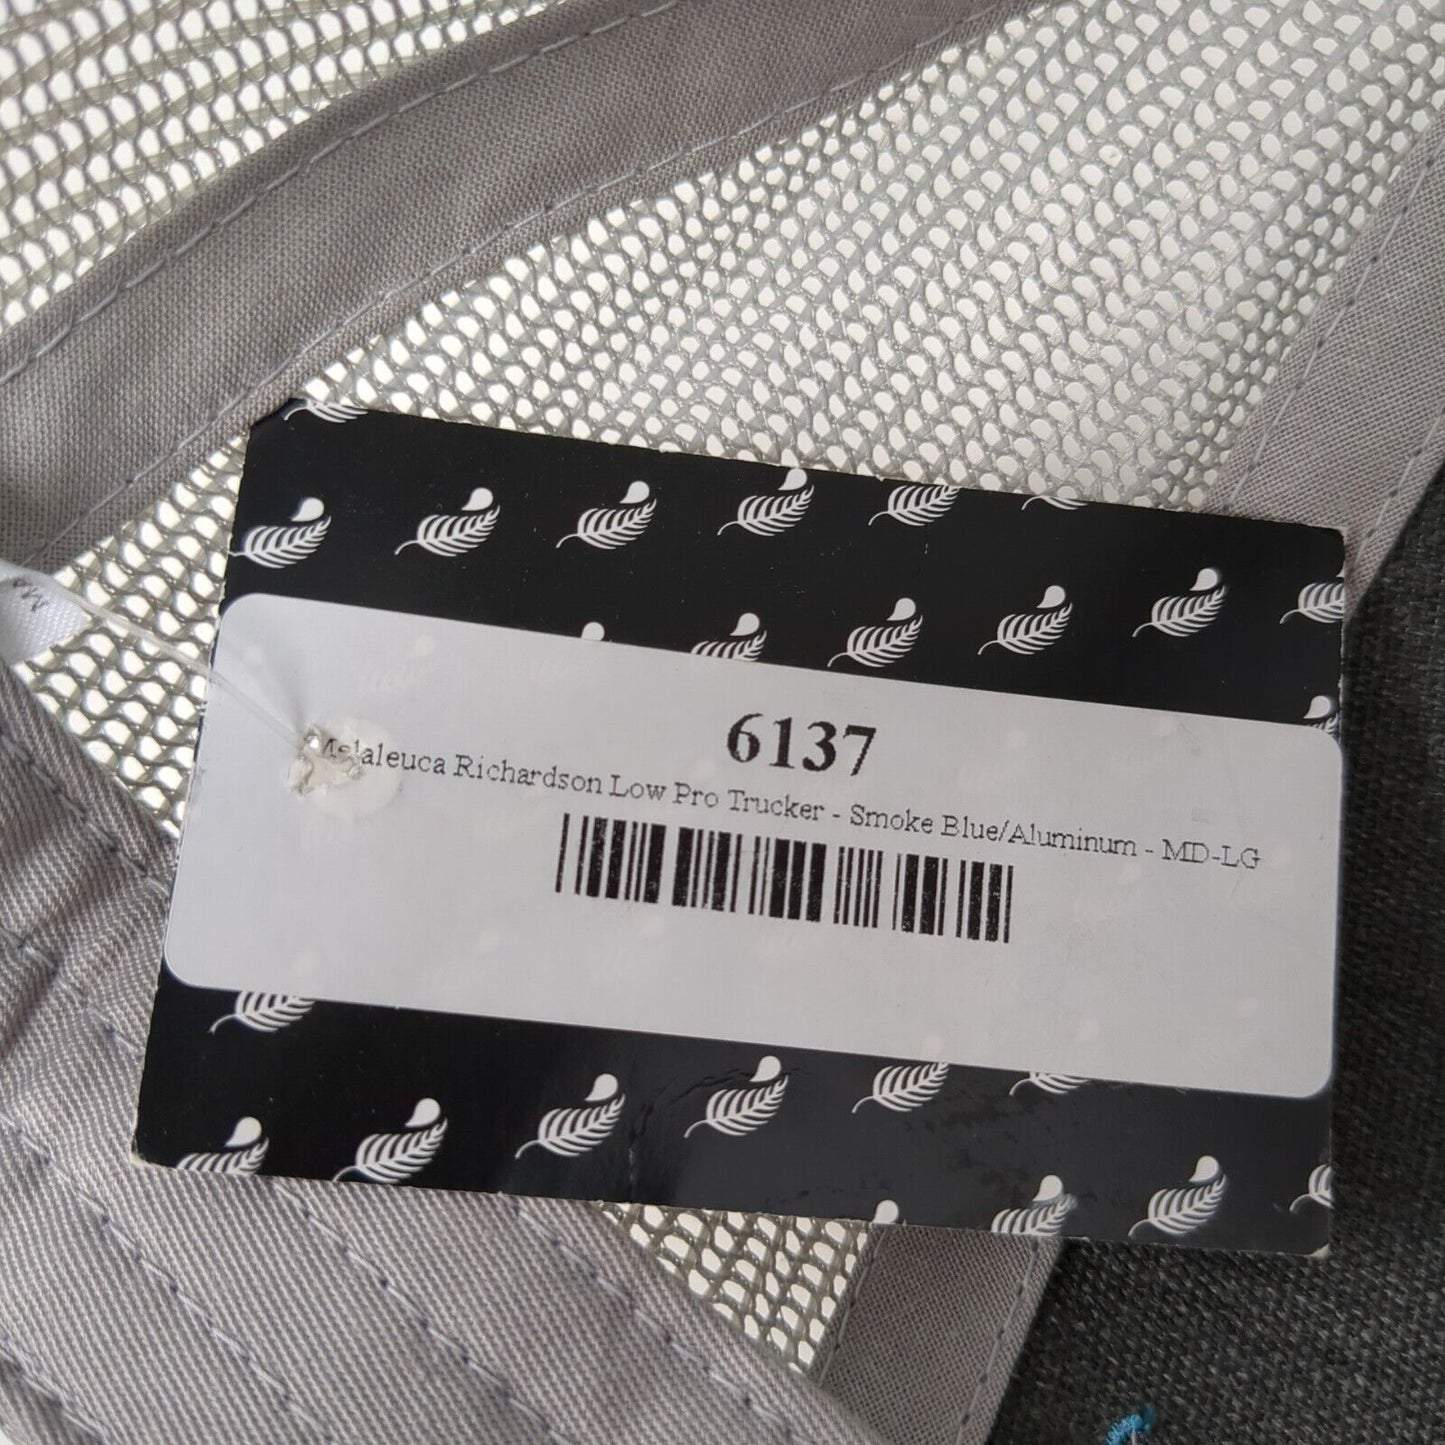 6137
Melaleuca Richardson Low Pro Trucker - Smoke Blue/Aluminum - MD-LG